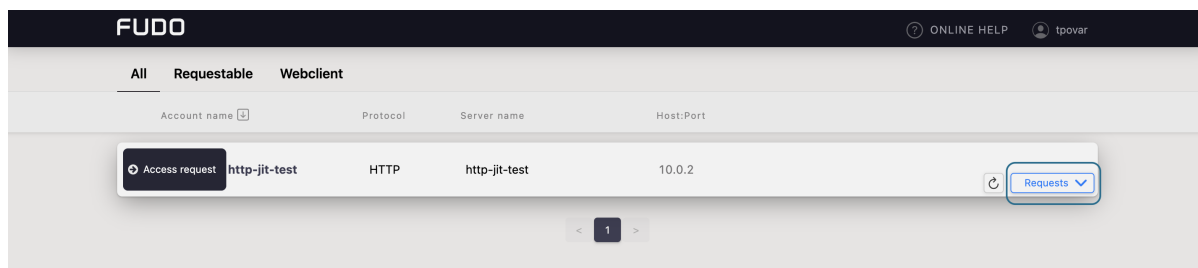 FUDO
? ONLINE HELP tpovar
All Requestable Webclient
Account name Protocol Server name Host:Port
Access request http-jit-test HTTP http-jit-test 10.0.2
Requests
< 1 >